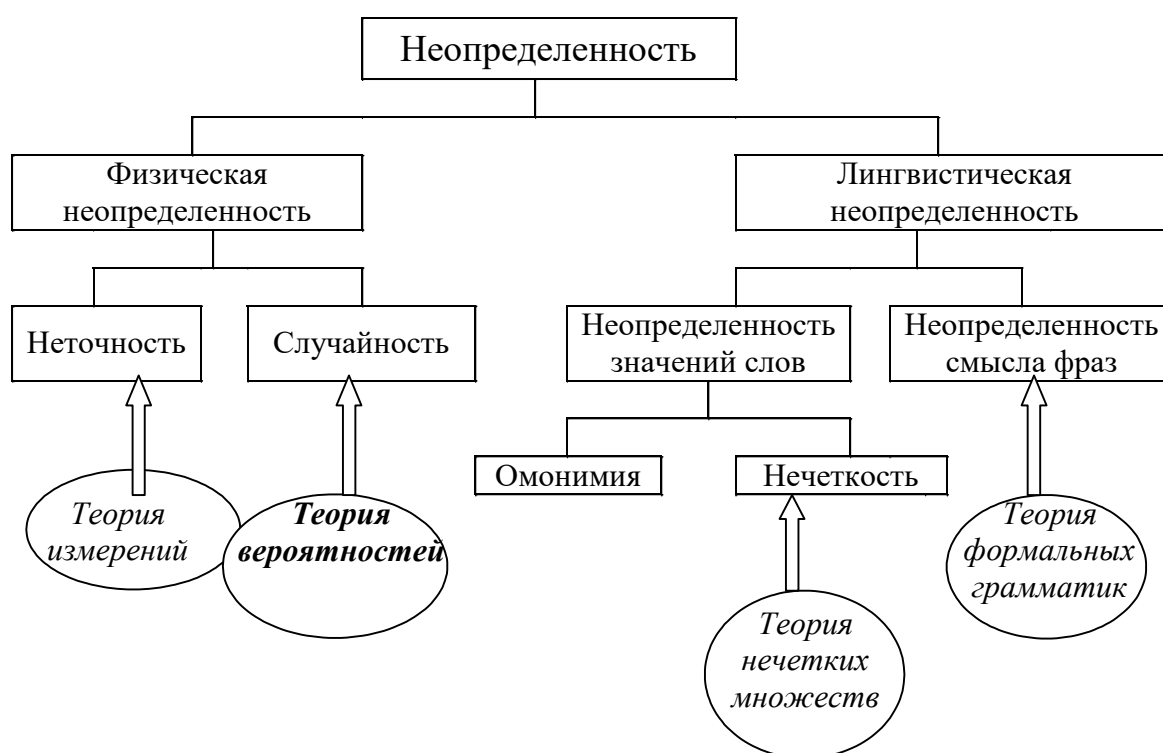 Неопределенность
Физическая
неопределенность
Лингвистическая
неопределенность
Неточность
Случайность
Неопределенность
значений слов
Неопределенность
смысла фраз
Омонимия
Нечеткость
Теория
измерений
Теория
вероятностей
Теория
нечетких
множеств
Теория
формальных
грамматик